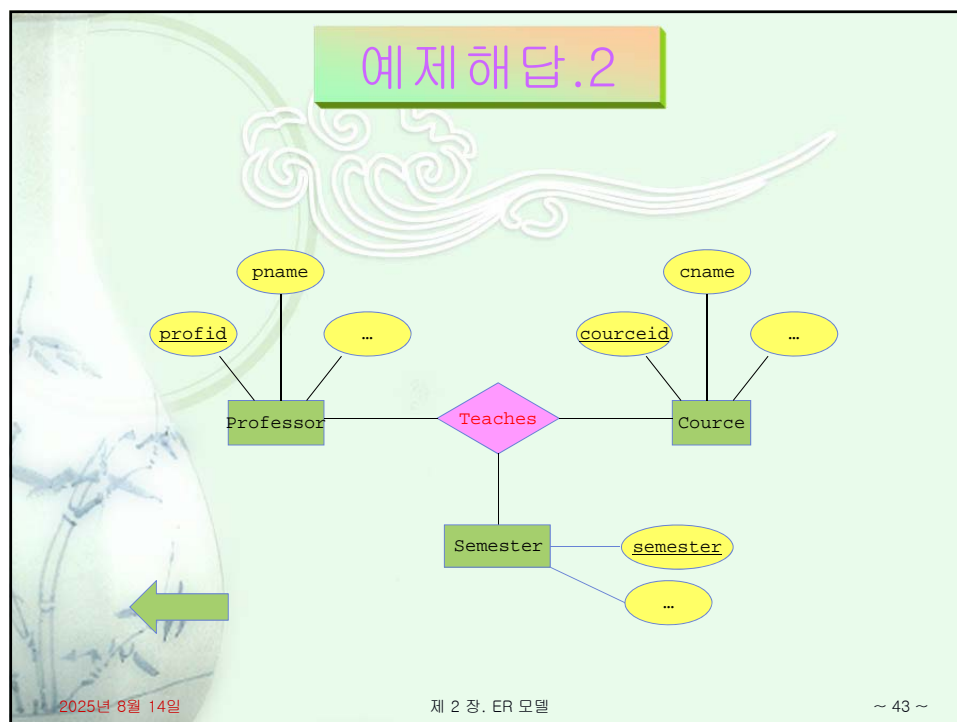 예제해답.2
pname
cname
profid
…
courceid
…
Professor
Teaches
Cource
Semester
semester
…
2025년 8월 14일
제 2 장. ER 모델
~ 43 ~